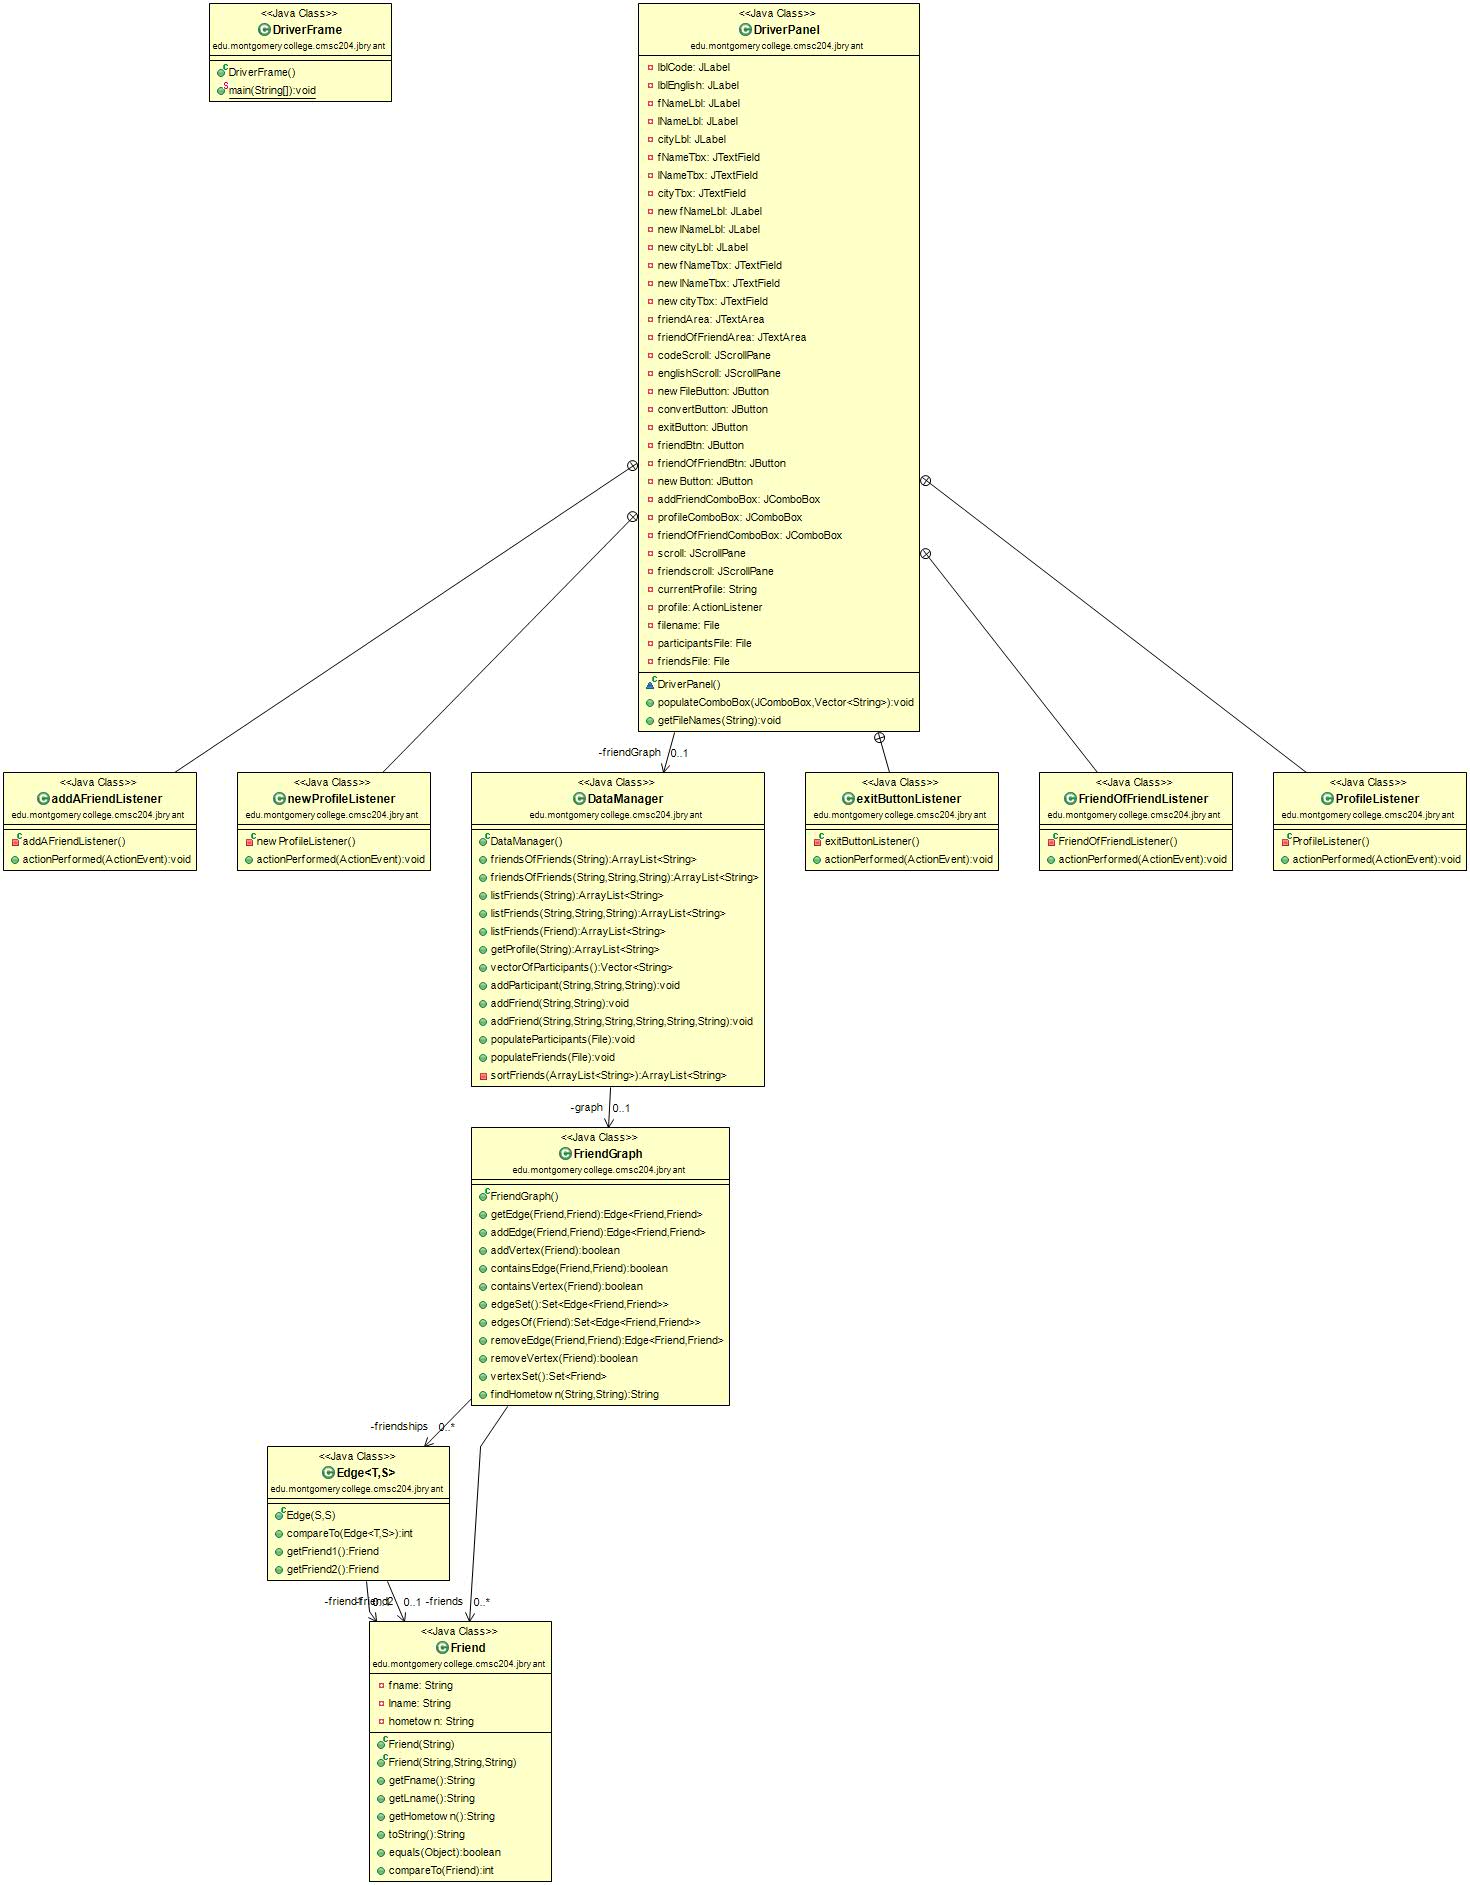 <<Java Class>>
DriverFrame
edu.montgomerycollege.cmsc204.jbryant
DriverFrame()
main(String[]):void
<<Java Class>>
DriverPanel
edu.montgomerycollege.cmsc204.jbryant
lblCode: JLabel
lblEnglish: JLabel
fNameLbl: JLabel
lNameLbl: JLabel
cityLbl: JLabel
fNameTbx: JTextField
lNameTbx: JTextField
cityTbx: JTextField
newfNameLbl: JLabel
newlNameLbl: JLabel
newcityLbl: JLabel
newfNameTbx: JTextField
newlNameTbx: JTextField
newcityTbx: JTextField
friendArea: JTextArea
friendOfFriendArea: JTextArea
codeScroll: JScrollPane
englishScroll: JScrollPane
newFileButton: JButton
convertButton: JButton
exitButton: JButton
friendBtn: JButton
friendOfFriendBtn: JButton
newButton: JButton
addFriendComboBox: JComboBox
profileComboBox: JComboBox
friendOfFriendComboBox: JComboBox
scroll: JScrollPane
friendscroll: JScrollPane
currentProfile: String
profile: ActionListener
filename: File
participantsFile: File
friendsFile: File
DriverPanel()
populateComboBox(JComboBox,Vector<String>):void
getFileNames(String):void
-friendGraph 0..1
<<Java Class>>
addAFriendListener
edu.montgomerycollege.cmsc204.jbryant
addAFriendListener()
actionPerformed(ActionEvent):void
<<Java Class>>
newProfileListener
edu.montgomerycollege.cmsc204.jbryant
newProfileListener()
actionPerformed(ActionEvent):void
<<Java Class>>
DataManager
edu.montgomerycollege.cmsc204.jbryant
DataManager()
friendsOfFriends(String):ArrayList<String>
friendsOfFriends(String,String,String):ArrayList<String>
listFriends(String):ArrayList<String>
listFriends(String,String,String):ArrayList<String>
listFriends(Friend):ArrayList<String>
getProfile(String):ArrayList<String>
vectorOfParticipants():Vector<String>
addParticipant(String,String,String):void
addFriend(String,String):void
addFriend(String,String,String,String,String,String):void
populateParticipants(File):void
populateFriends(File):void
sortFriends(ArrayList<String>):ArrayList<String>
<<Java Class>>
exitButtonListener
edu.montgomerycollege.cmsc204.jbryant
exitButtonListener()
actionPerformed(ActionEvent):void
<<Java Class>>
FriendOfFriendListener
edu.montgomerycollege.cmsc204.jbryant
FriendOfFriendListener()
actionPerformed(ActionEvent):void
<<Java Class>>
ProfileListener
edu.montgomerycollege.cmsc204.jbryant
ProfileListener()
actionPerformed(ActionEvent):void
-graph 0..1
<<Java Class>>
FriendGraph
edu.montgomerycollege.cmsc204.jbryant
FriendGraph()
getEdge(Friend,Friend):Edge<Friend,Friend>
addEdge(Friend,Friend):Edge<Friend,Friend>
addVertex(Friend):boolean
containsEdge(Friend,Friend):boolean
containsVertex(Friend):boolean
edgeSet():Set<Edge<Friend,Friend>>
edgesOf(Friend):Set<Edge<Friend,Friend>>
removeEdge(Friend,Friend):Edge<Friend,Friend>
removeVertex(Friend):boolean
vertexSet():Set<Friend>
findHometown(String,String):String
-friendships 0..*
<<Java Class>>
Edge<T,S>
edu.montgomerycollege.cmsc204.jbryant
Edge(S,S)
compareTo(Edge<T,S>):int
getFriend1():Friend
getFriend2():Friend
-friend1 -friend2 0..1 -friends 0..*
<<Java Class>>
Friend
edu.montgomerycollege.cmsc204.jbryant
fname: String
lname: String
hometown: String
Friend(String)
Friend(String,String,String)
getFname():String
getLname():String
getHometown():String
toString():String
equals(Object):boolean
compareTo(Friend):int